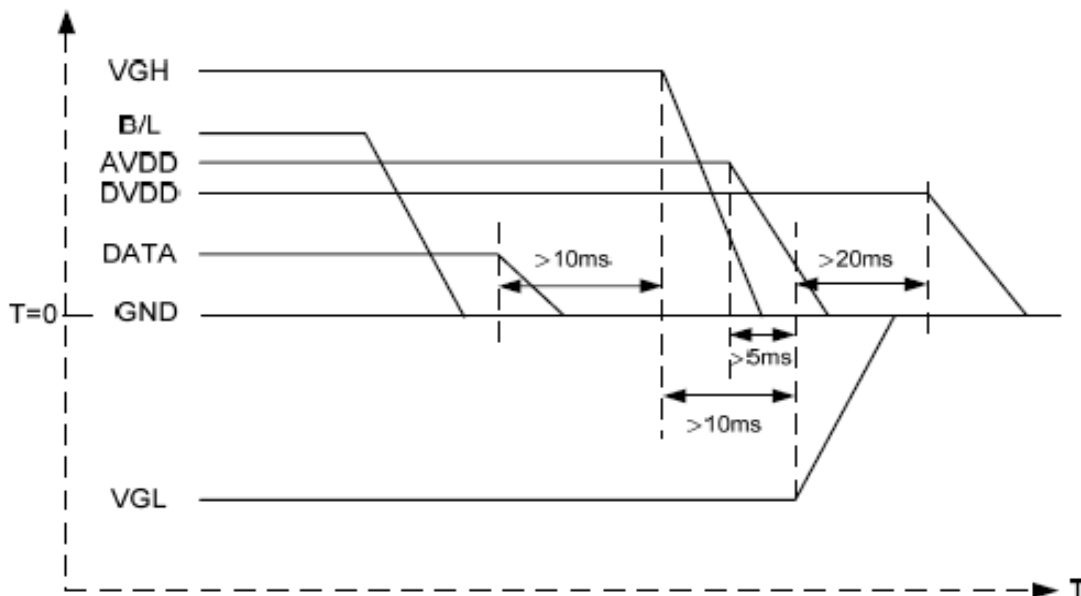 VGH
B/L
AVDD
DVDD
DATA
>10ms
>20ms
T=0
GND
>5ms
>10ms
VGL
T